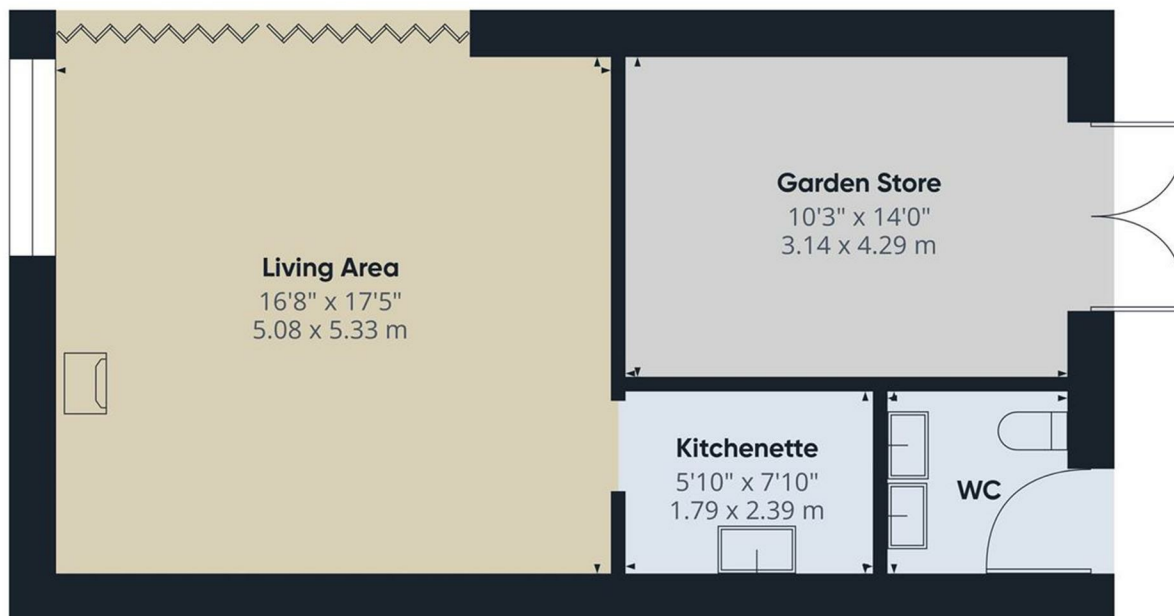 Garden Store
10'3" x 14'0"
3.14 x 4.29 m
Living Area
16'8" x 17'5"
5.08 x 5.33 m
Kitchenette
5'10" x 7'10"
1.79 x 2.39 m
WC